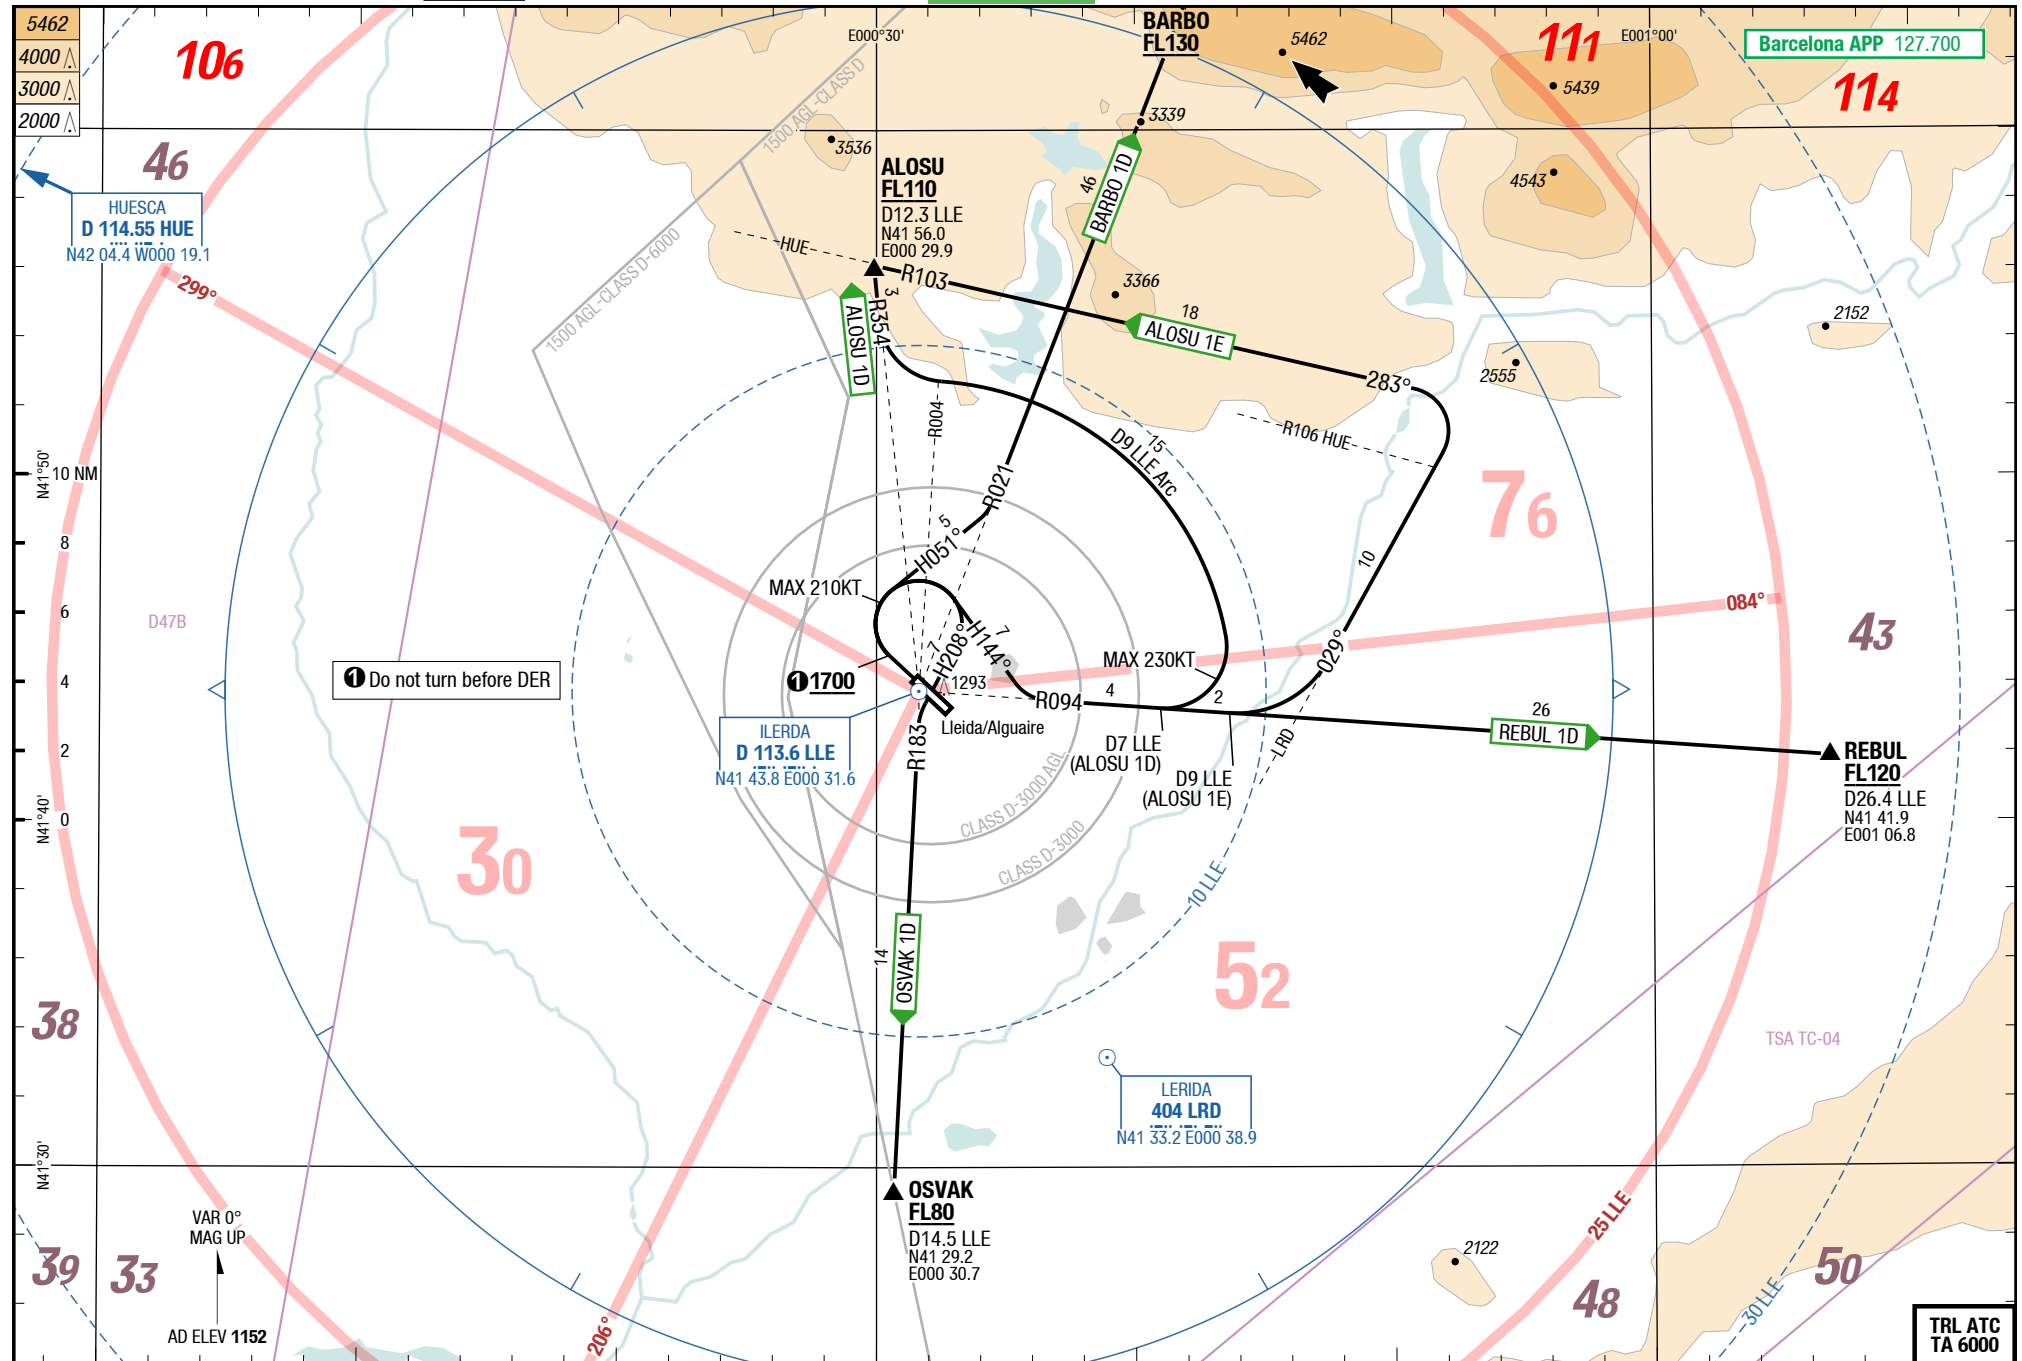 5462
4000
3000
2000
106
46
HUESCA
D 114.55 HUE
N42 04.4 W000 19.1
299°
E000°30'
1500 AGL-CLASS D
1500 AGL-CLASS D-6000
3536
BARBO
FL130
5462
111
5439
E001°00'
Barcelona APP 127.700
114
3339
46
BARBO 1D
4543
ALOSU
FL110
D12.3 LLE
N41 56.0
E000 29.9
HUE
R103
3
R354
ALOSU 1D
3366
18
ALOSU 1E
283°
2152
2555
R004
15
D9 LLE Arc
R106 HUE
R021
5
H051°
N41°50'
10 NM
8
6
4
2
0
N41°40'
D47B
76
10
MAX 210KT
7
H208°
7
H144°
084°
43
029°
MAX 230KT
❶ Do not turn before DER
❶1700
1293
R094
4
2
26
REBUL 1D
Lleida/Alguaire
R183
ILERDA
D 113.6 LLE
N41 43.8 E000 31.6
D7 LLE
(ALOSU 1D)
D9 LLE
(ALOSU 1E)
LRD
REBUL
FL120
D26.4 LLE
N41 41.9
E001 06.8
CLASS D-3000 AGL
CLASS D-3000
30
10 LLE
14
OSVAK 1D
52
38
TSA TC-04
LERIDA
404 LRD
N41 33.2 E000 38.9
N41°30'
OSVAK
FL80
D14.5 LLE
N41 29.2
E000 30.7
VAR 0°
MAG UP
25 LLE
2122
39
33
50
48
30 LLE
AD ELEV 1152
206°
TRL ATC
TA 6000